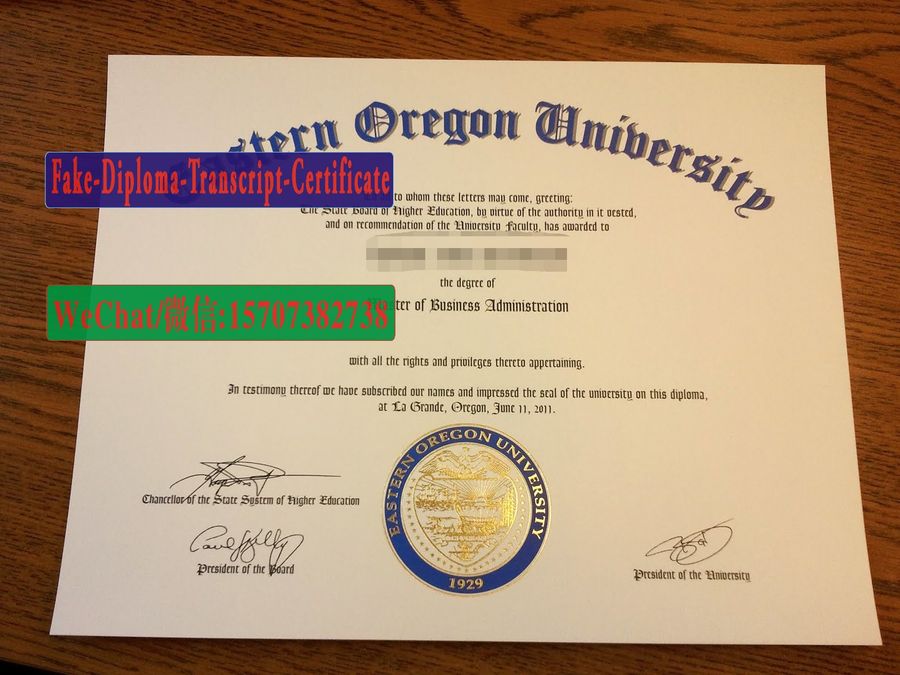 Eastern Oregon University
Fake-Diploma-Transcript-Certificate
to whom these letters may come, greeting:
The State Board of Higher Education, by virtue of the authority in it vested,
and on recommendation of the University Faculty, has awarded to
the degree of
WeChat/微信:15707382738
Master of Business Administration
with all the rights and privileges thereto appertaining.
In testimony thereof we have subscribed our names and impressed the seal of the university on this diploma,
at La Grande, Oregon, June 11, 2011.
EASTERN OREGON UNIVERSITY
1929
Chancellor of the State System of Higher Education
President of the Board
President of the University